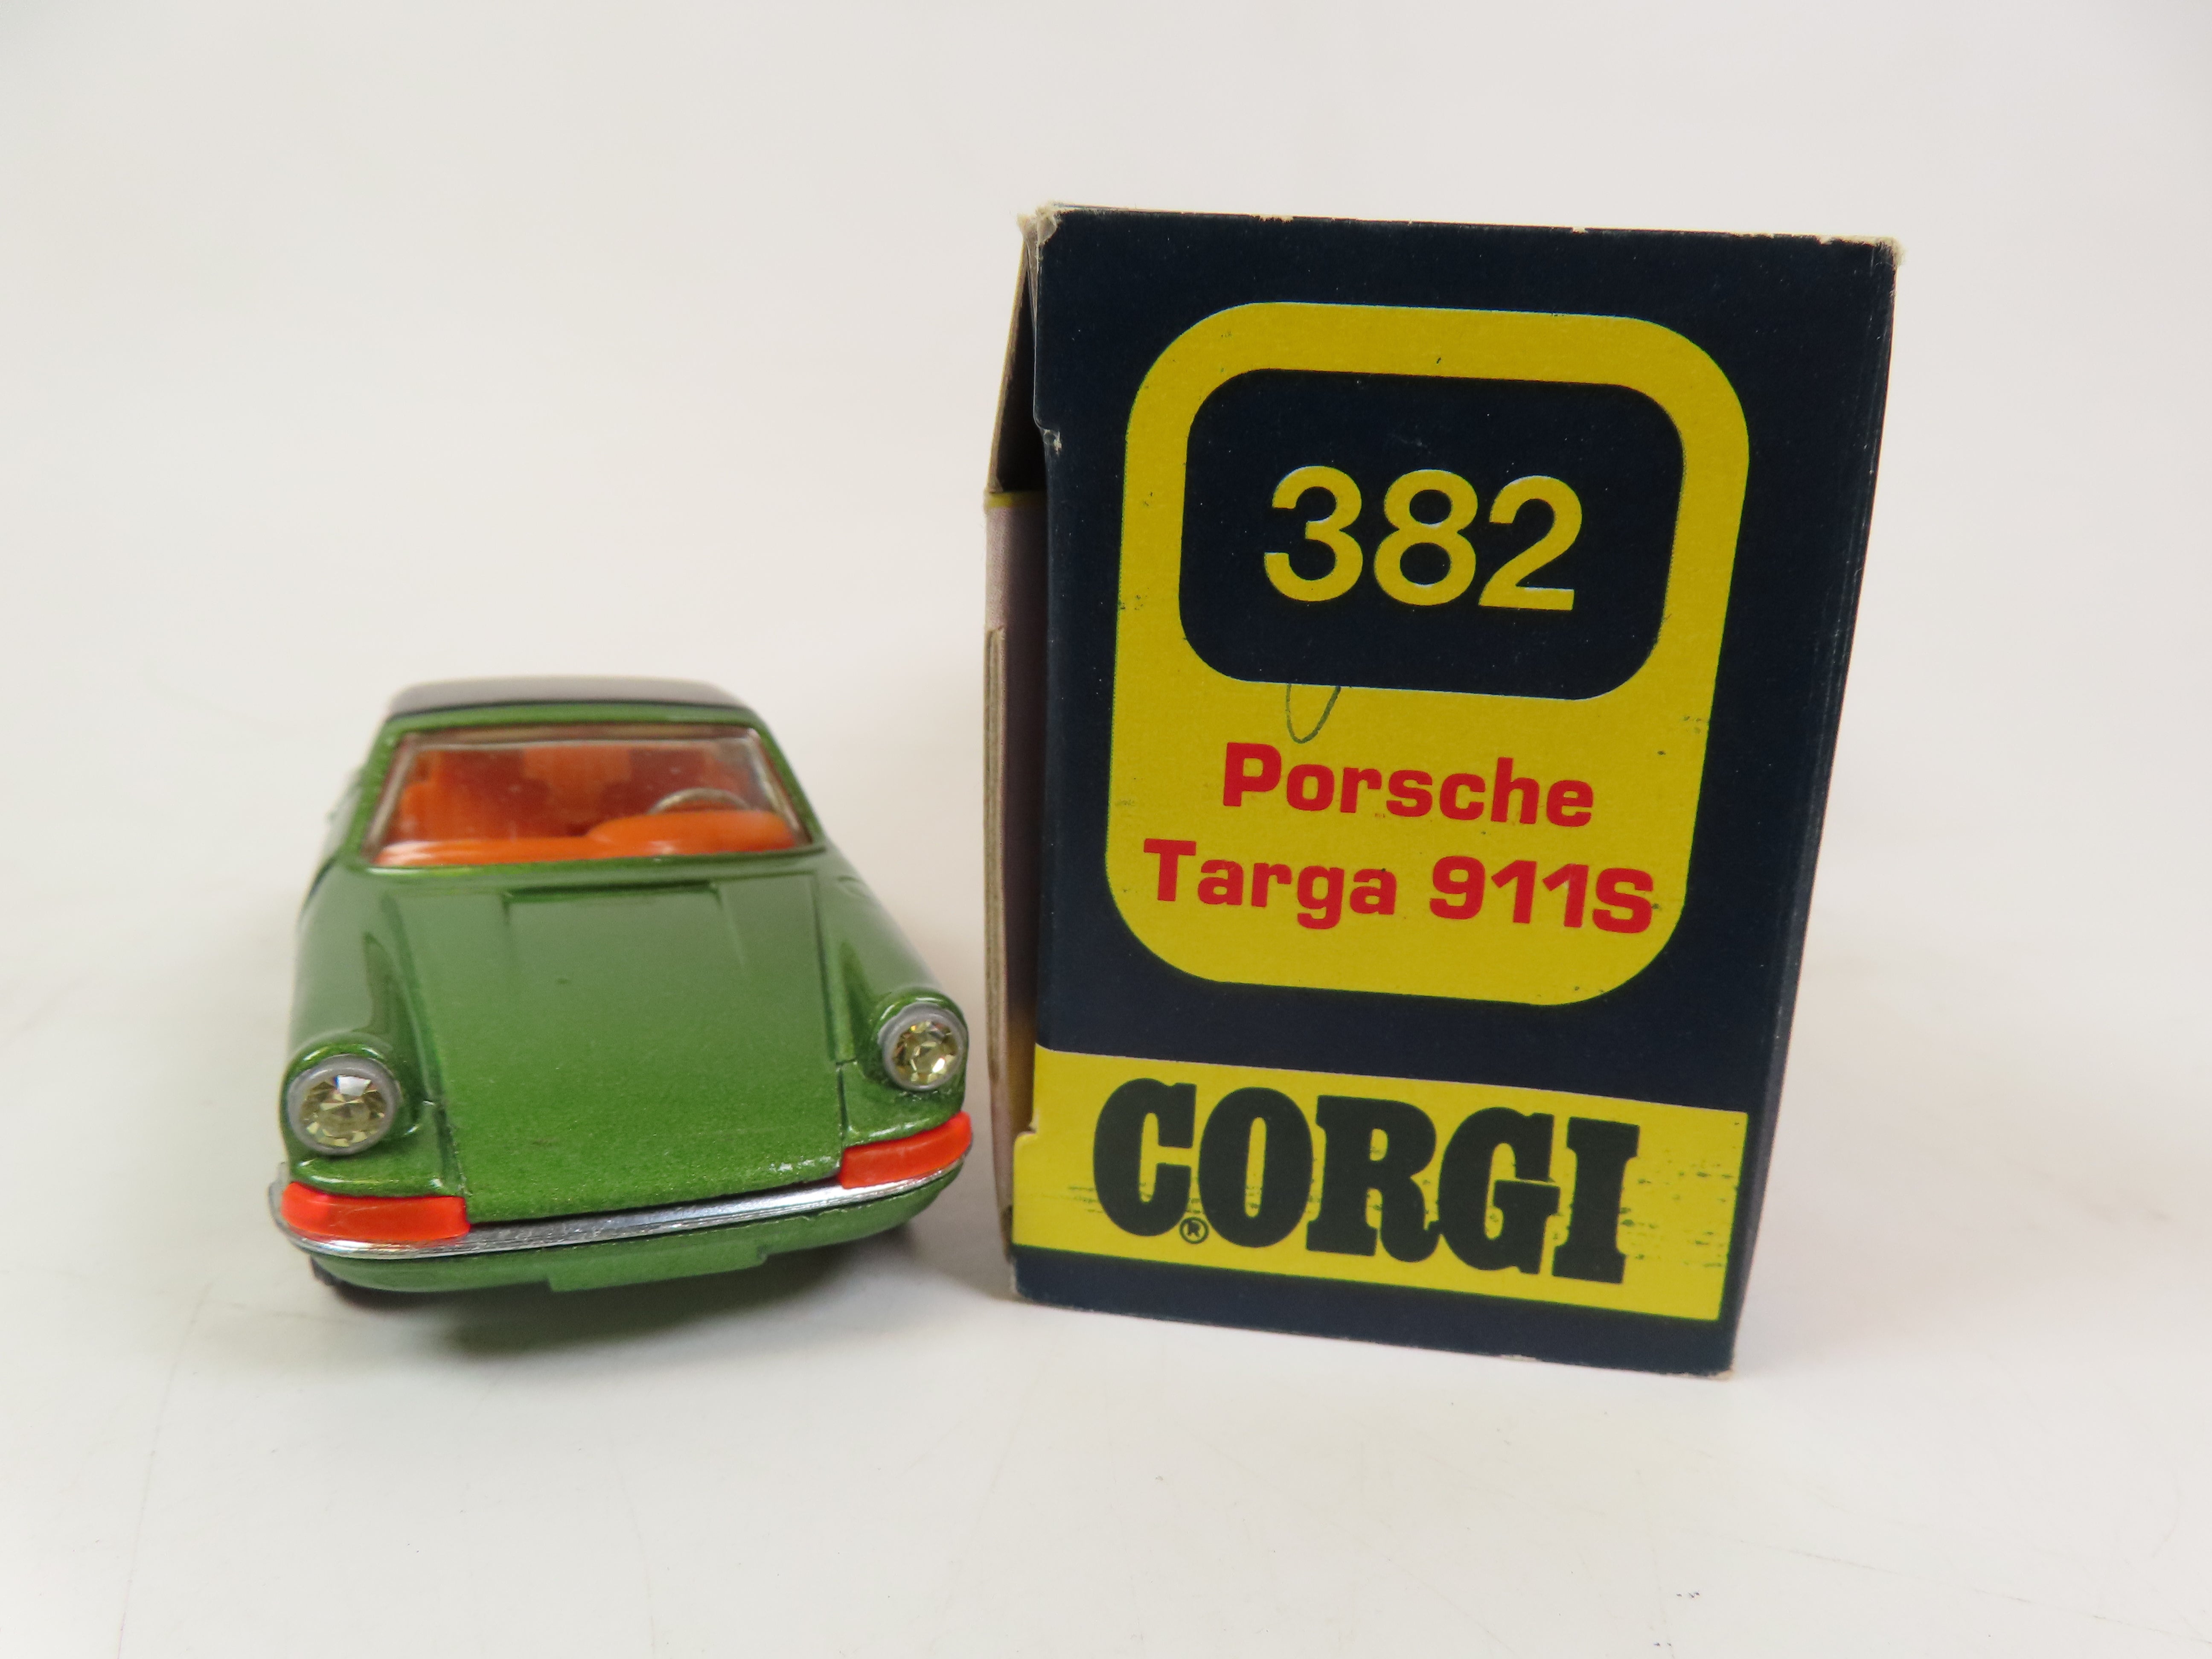 382
Porsche
Targa 911S
CORGI
®